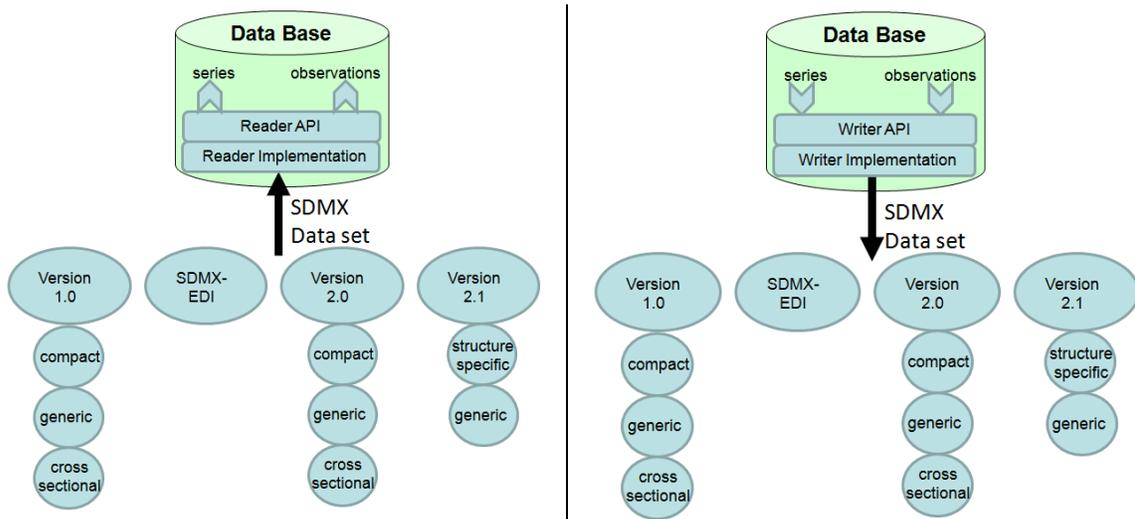 Data Base
series
observations
Reader API
Reader Implementation
SDMX
Data set
Version
1.0
SDMX-
EDI
Version
2.0
Version
2.1
compact
generic
cross
sectional
compact
generic
cross
sectional
structure
specific
generic
Data Base
series
observations
Writer API
Writer Implementation
SDMX
Data set
Version
1.0
SDMX-
EDI
Version
2.0
Version
2.1
compact
generic
cross
sectional
compact
generic
cross
sectional
structure
specific
generic